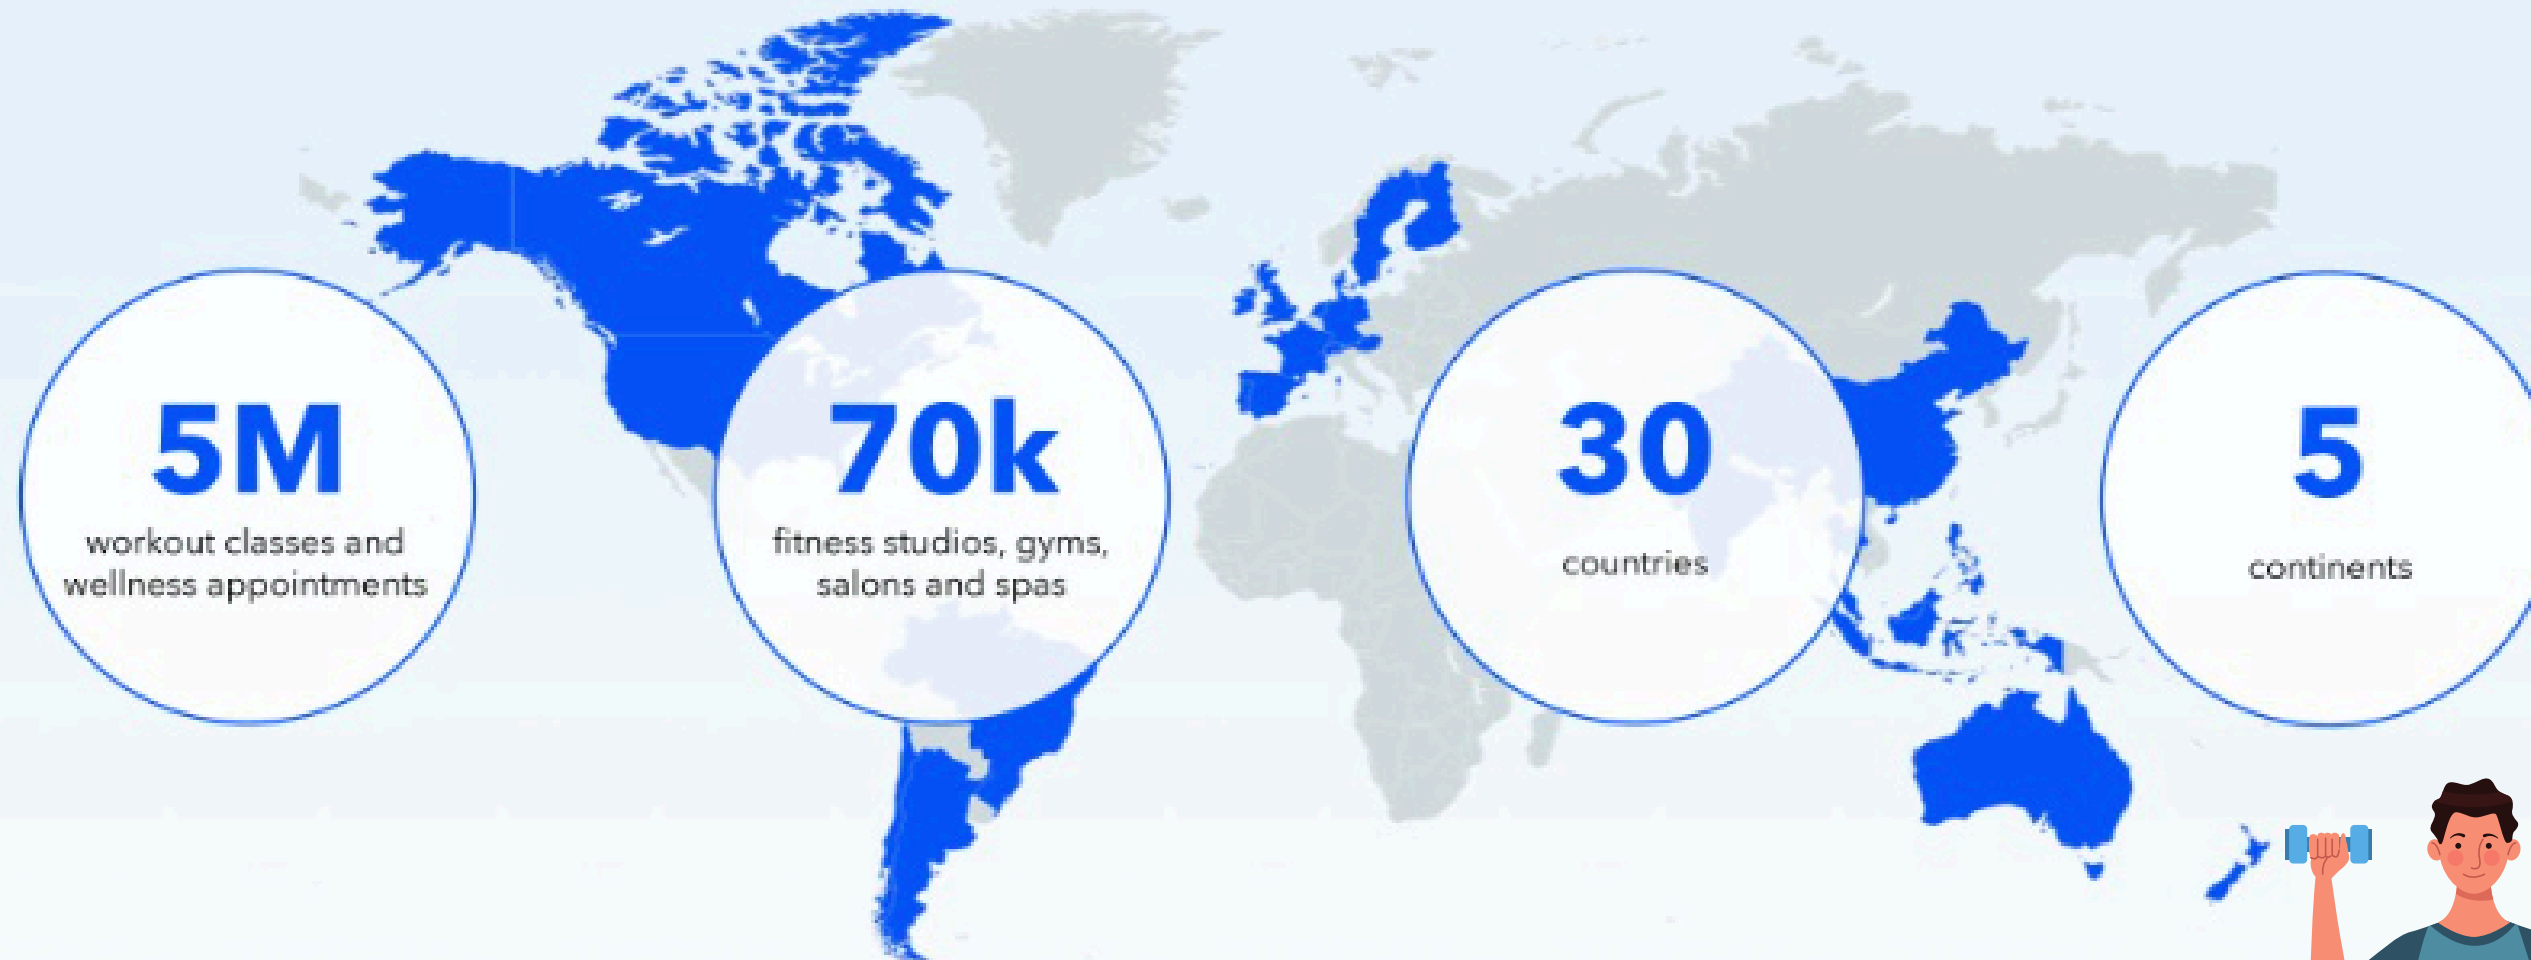 5M
workout classes and
wellness appointments
70k
fitness studios, gyms,
salons and spas
30
countries
5
continents